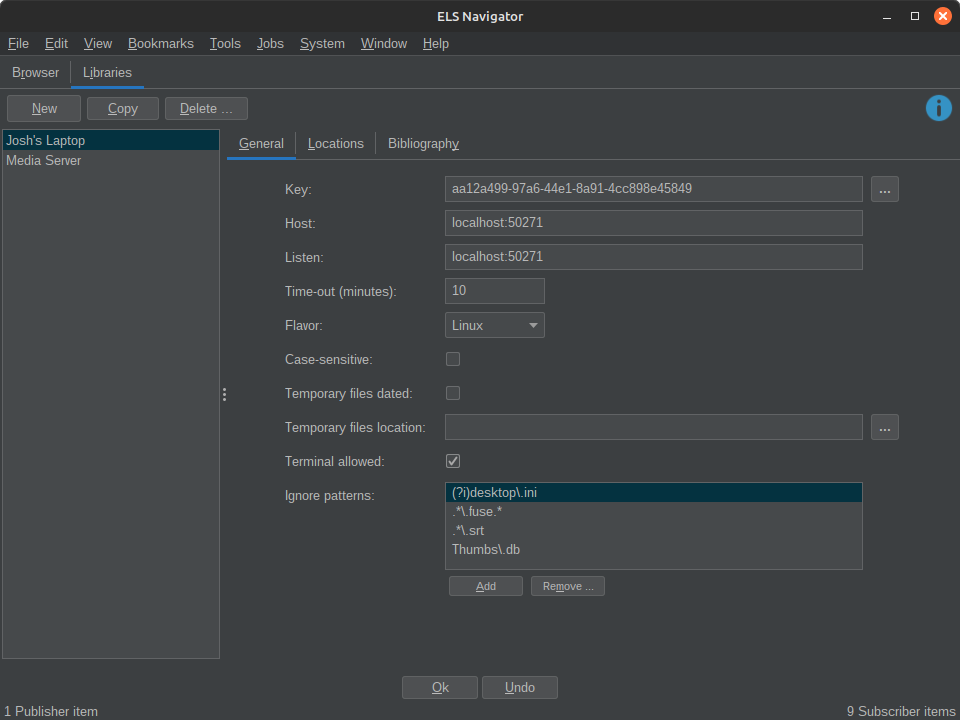 ELS Navigator
File Edit View Bookmarks Tools Jobs System Window Help
Browser Libraries
New Copy Delete ...
Josh's Laptop
Media Server
General Locations Bibliography
Key: aa12a499-97a6-44e1-8a91-4cc898e45849 ...
Host: localhost:50271
Listen: localhost:50271
Time-out (minutes): 10
Flavor: Linux
Case-sensitive:
Temporary files dated:
Temporary files location: ...
Terminal allowed:
Ignore patterns: (?i)desktop\.ini
.*\.fuse.*
.*\.srt
Thumbs\.db
Add Remove ...
Ok Undo
1 Publisher item 9 Subscriber items